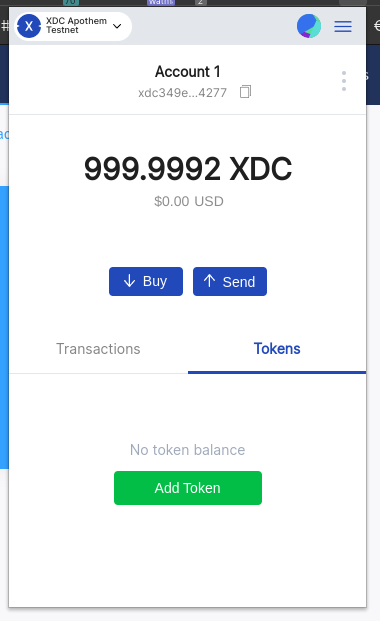 XDC Apothem
Testnet
Account 1
xdc349e...4277
999.9992 XDC
$0.00 USD
Buy
Send
Transactions
Tokens
No token balance
Add Token